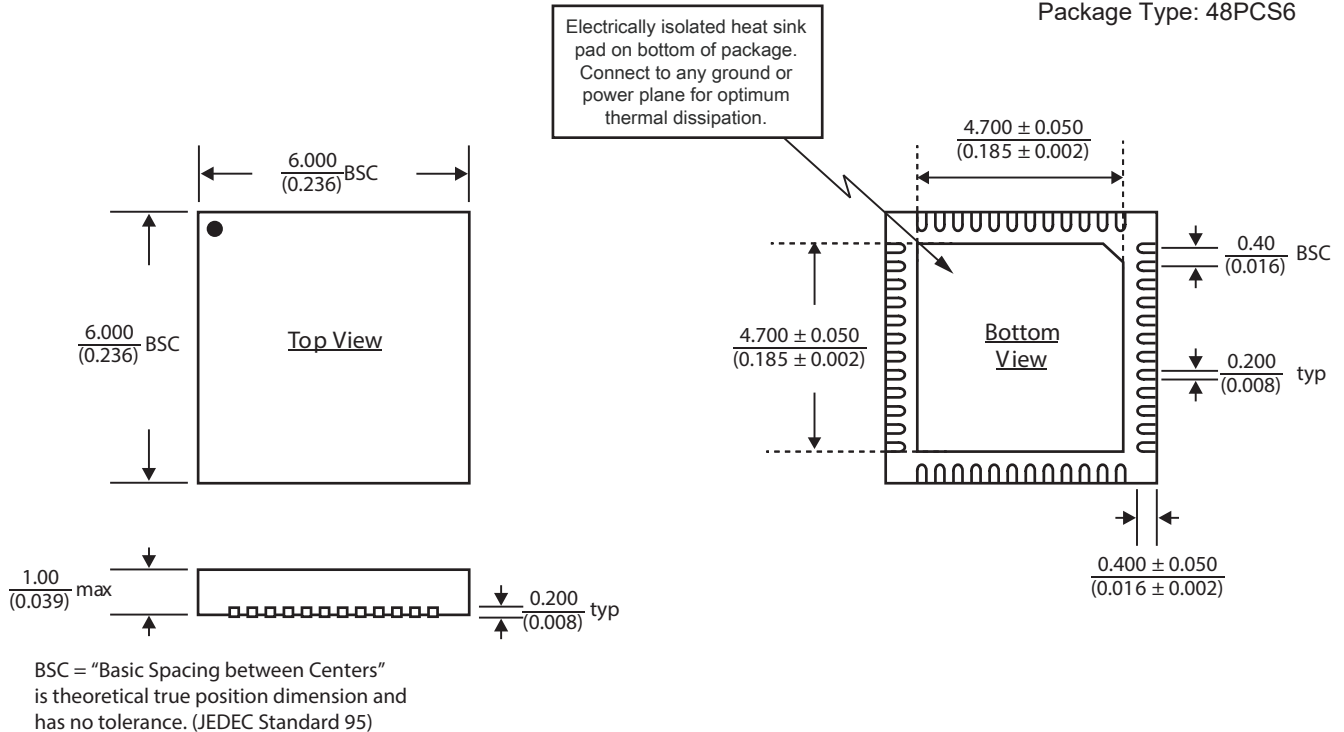 Package Type: 48PCS6
Electrically isolated heat sink
pad on bottom of package.
Connect to any ground or
power plane for optimum
thermal dissipation.
6.000
(0.236) BSC
4.700 ± 0.050
(0.185 ± 0.002)
6.000
(0.236) BSC
Top View
4.700 ± 0.050
(0.185 ± 0.002)
Bottom
View
0.40
(0.016) BSC
0.200
(0.008) typ
1.00
(0.039) max
0.200
(0.008) typ
0.400 ± 0.050
(0.016 ± 0.002)
BSC = “Basic Spacing between Centers”
is theoretical true position dimension and
has no tolerance. (JEDEC Standard 95)